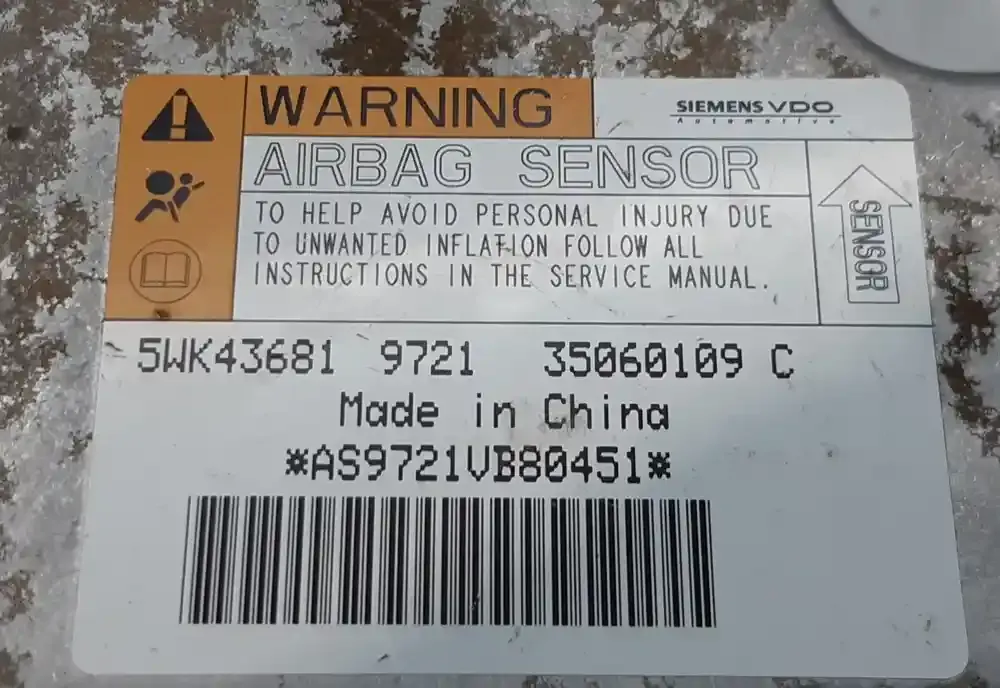 WARNING
SIEMENS VDO
Automotive
AIRBAG SENSOR
TO HELP AVOID PERSONAL INJURY DUE
TO UNWANTED INFLATION FOLLOW ALL
INSTRUCTIONS IN THE SERVICE MANUAL.
SENSOR
5WK43681 9721 35060109 C
Made in China
*AS9721VB80451*